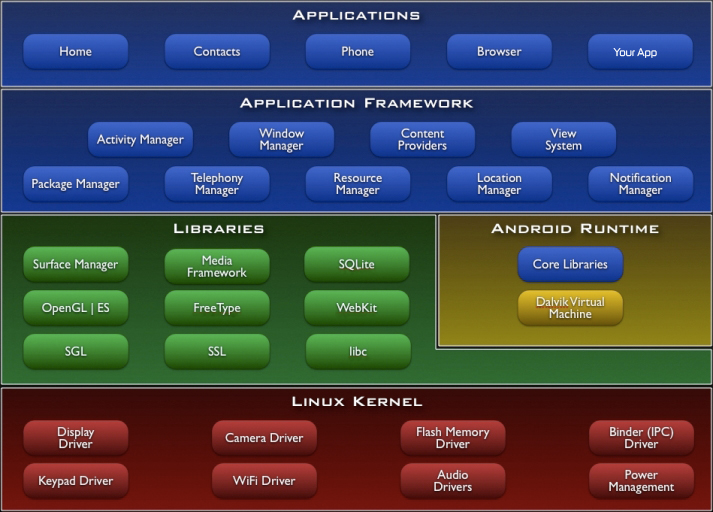 APPLICATIONS
Home
Contacts
Phone
Browser
Your App
APPLICATION FRAMEWORK
Activity Manager
Window
Manager
Content
Providers
View
System
Package Manager
Telephony
Manager
Resource
Manager
Location
Manager
Notification
Manager
LIBRARIES
Surface Manager
Media
Framework
SQLite
OpenGL | ES
FreeType
WebKit
SGL
SSL
libc
ANDROID RUNTIME
Core Libraries
Dalvik Virtual
Machine
LINUX KERNEL
Display
Driver
Camera Driver
Flash Memory
Driver
Binder (IPC)
Driver
Keypad Driver
WiFi Driver
Audio
Drivers
Power
Management